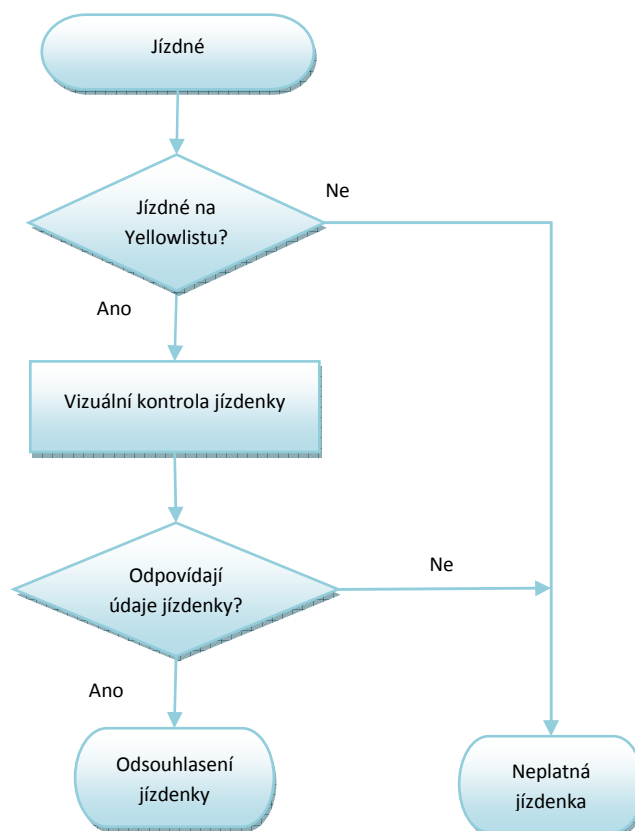 Jízdné
Ne
Jízdné na
Yellowlistu?
Ano
Vizuální kontrola jízdenky
Odpovídají
údaje jízdenky?
Ne
Ano
Odsouhlasení
jízdenky
Neplatná
jízdenka